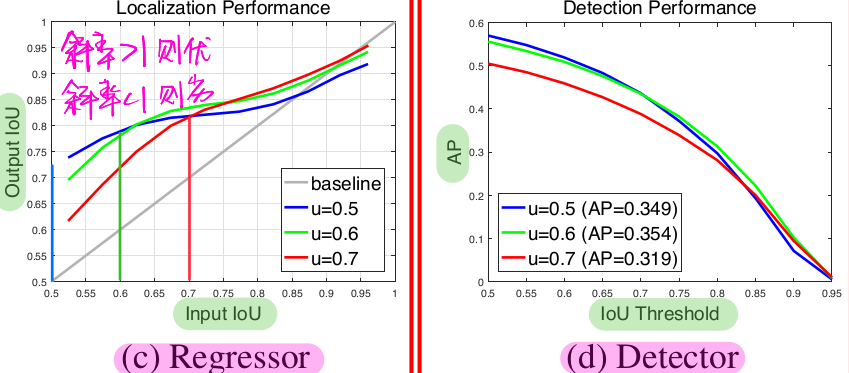 Localization Performance
斜率>1则优
斜率<1则劣
Output IoU
1
0.95
0.9
0.85
0.8
0.75
0.7
0.65
0.6
0.55
0.5
baseline
u=0.5
u=0.6
u=0.7
0.5 0.55 0.6 0.65 0.7 0.75 0.8 0.85 0.9 0.95 1
Input IoU
(c) Regressor
Detection Performance
AP
0.6
0.5
0.4
0.3
0.2
0.1
0
u=0.5 (AP=0.349)
u=0.6 (AP=0.354)
u=0.7 (AP=0.319)
0.5 0.55 0.6 0.65 0.7 0.75 0.8 0.85 0.9 0.95
IoU Threshold
(d) Detector